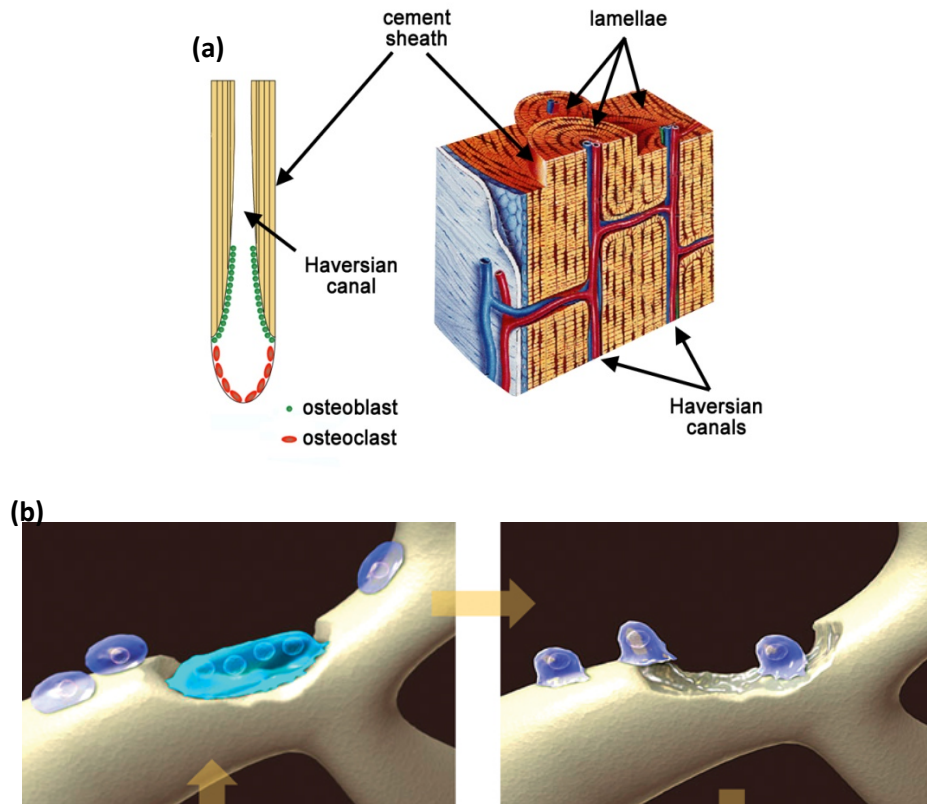 (a)
cement
sheath
lamellae
Haversian
canal
osteoblast
osteoclast
Haversian
canals
(b)